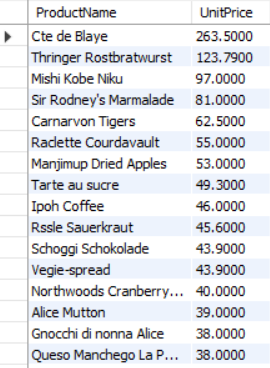 ProductName UnitPrice
Cte de Blaye 263.5000
Thringer Rostbratwurst 123.7900
Mishi Kobe Niku 97.0000
Sir Rodney's Marmalade 81.0000
Carnarvon Tigers 62.5000
Raclette Courdavault 55.0000
Manjimup Dried Apples 53.0000
Tarte au sucre 49.3000
Ipoh Coffee 46.0000
Rssle Sauerkraut 45.6000
Schoggi Schokolade 43.9000
Vegie-spread 43.9000
Northwoods Cranberry... 40.0000
Alice Mutton 39.0000
Gnocchi di nonna Alice 38.0000
Queso Manchego La P... 38.0000